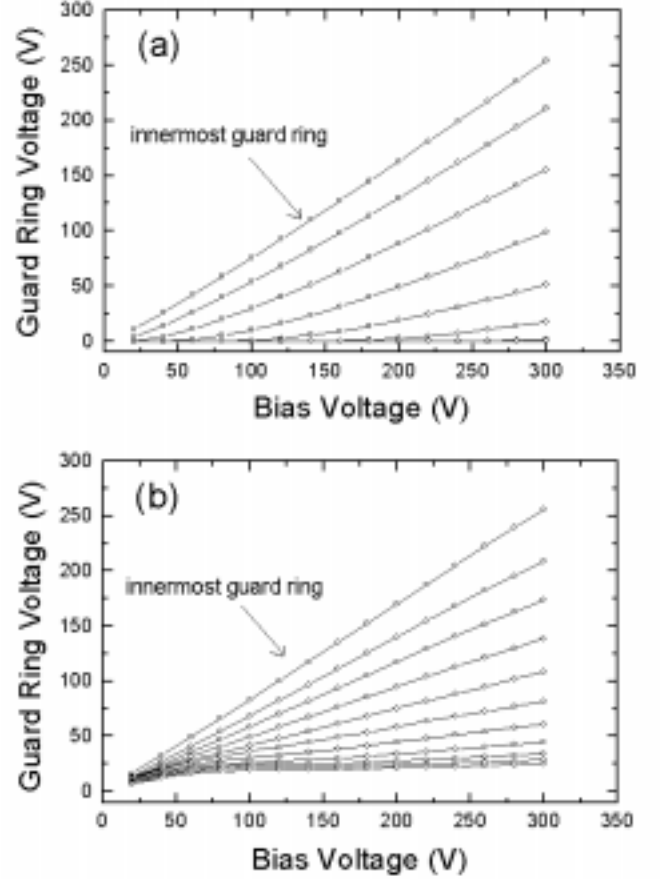 300
(a)
250
200
innermost guard ring
150
100
50
0
Guard Ring Voltage (V)
0 50 100 150 200 250 300 350
Bias Voltage (V)
300
(b)
250
200
innermost guard ring
150
100
50
0
Guard Ring Voltage (V)
0 50 100 150 200 250 300 350
Bias Voltage (V)